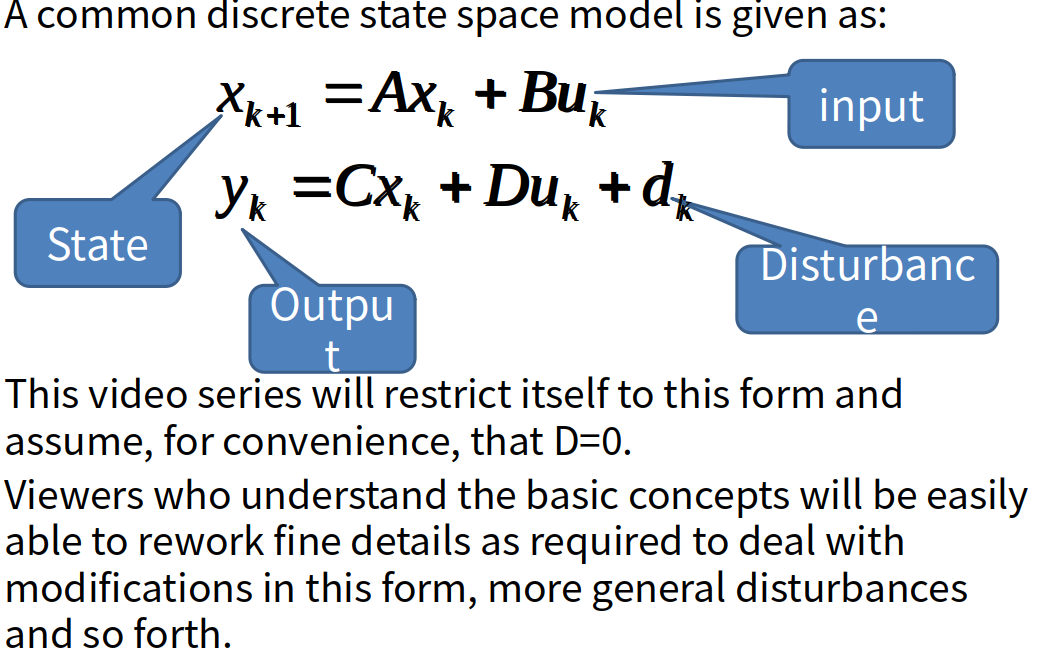 A common discrete state space model is given as:
x_{k+1} = Ax_k + Bu_k
input
y_k = Cx_k + Du_k + d_k
State
Disturbanc
e
Outpu
t
This video series will restrict itself to this form and
assume, for convenience, that D=0.
Viewers who understand the basic concepts will be easily
able to rework fine details as required to deal with
modifications in this form, more general disturbances
and so forth.